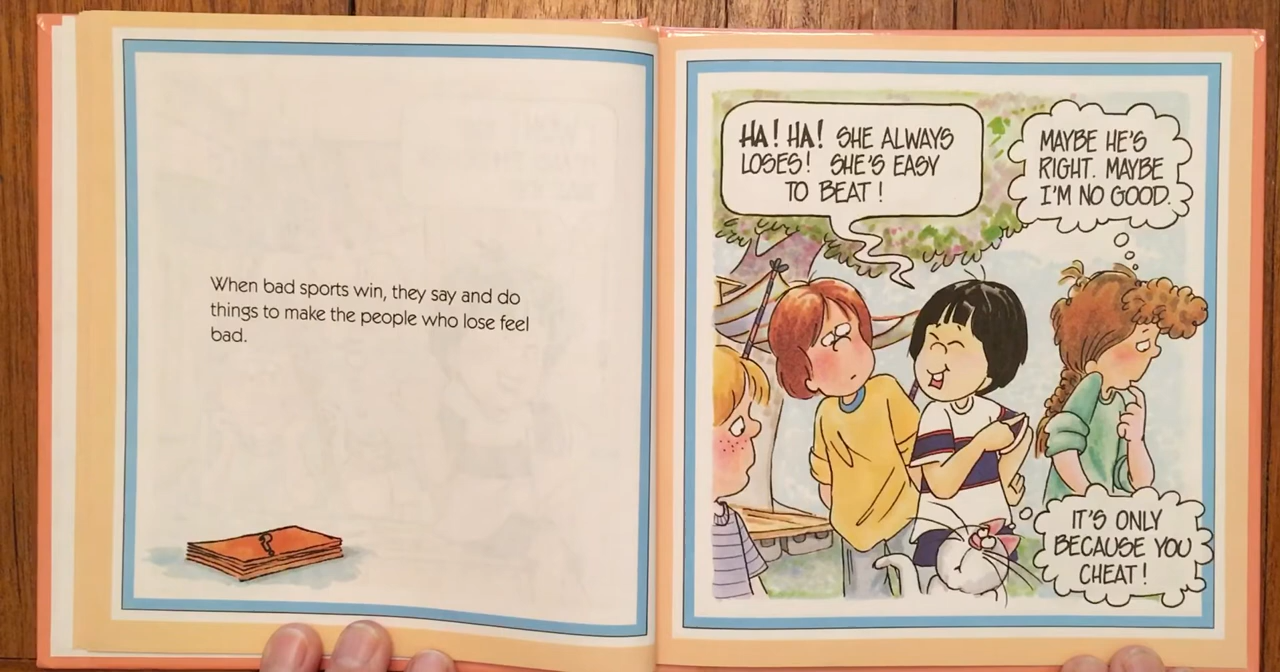 When bad sports win, they say and do
things to make the people who lose feel
bad.
HA! HA! SHE ALWAYS
LOSES! SHE'S EASY
TO BEAT!
MAYBE HE'S
RIGHT. MAYBE
I'M NO GOOD.
IT'S ONLY
BECAUSE YOU
CHEAT!